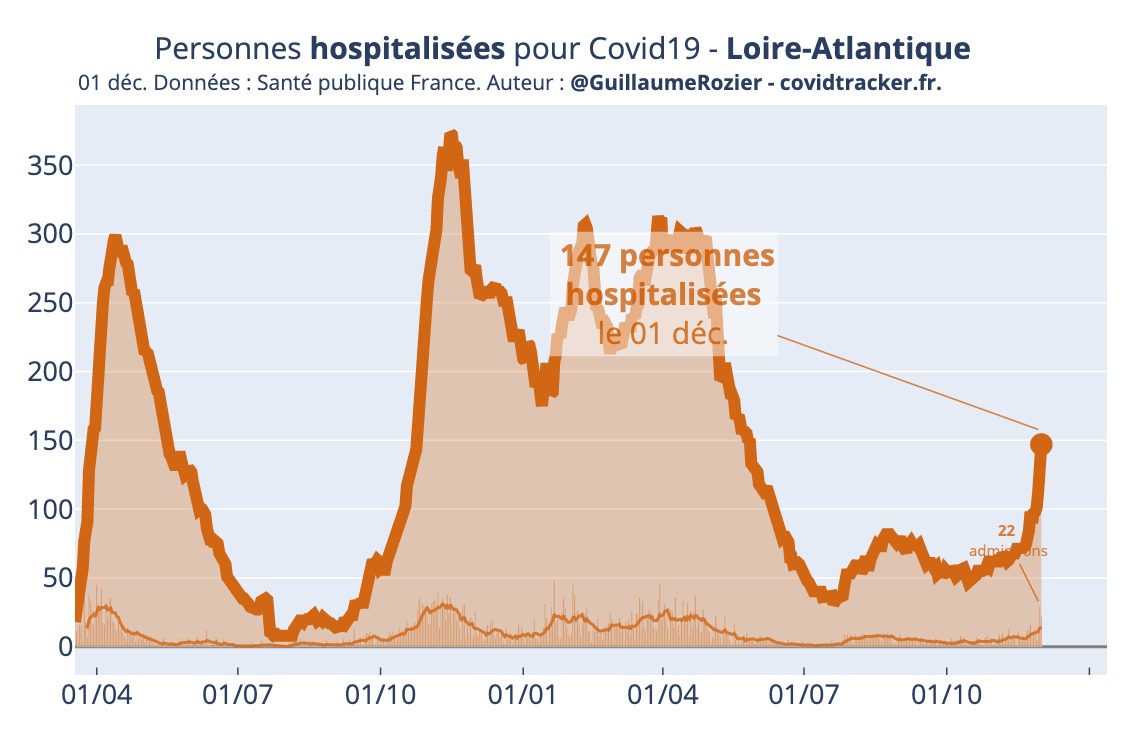 Personnes hospitalisées pour Covid19 - Loire-Atlantique
01 déc. Données : Santé publique France. Auteur : @GuillaumeRozier - covidtracker.fr.
350
300
250
200
150
100
50
0
147 personnes
hospitalisées
le 01 déc.
22
admissions
01/04
01/07
01/10
01/01
01/04
01/07
01/10